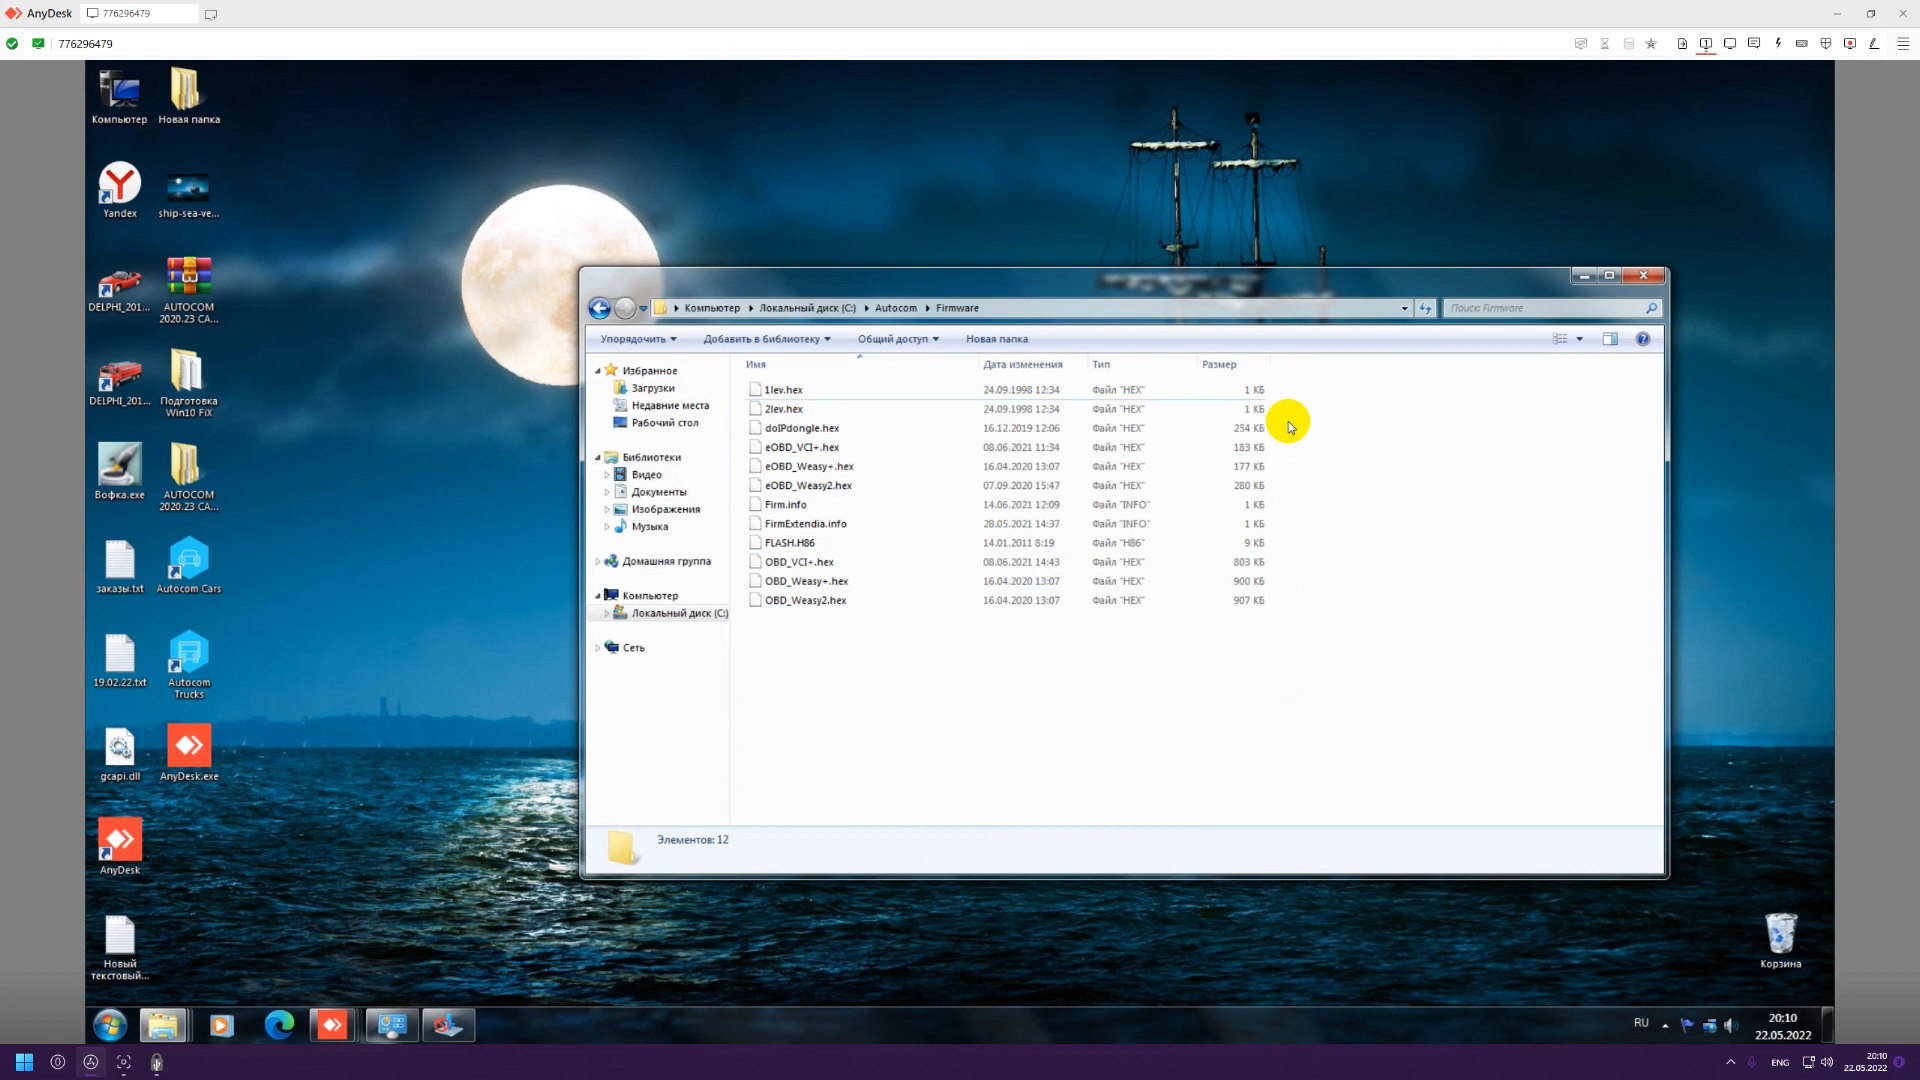 AnyDesk
776296479
776296479
Компьютер
Новая папка
Yandex
ship-sea-ve...
DELPHI_201...
AUTOCOM
2020.23 CA...
DELPHI_201...
Подготовка
Win10 FiX
Вофка.exe
AUTOCOM
2020.23 CA...
заказы.txt
Autocom Cars
19.02.22.txt
Autocom
Trucks
gcapi.dll
AnyDesk.exe
AnyDesk
Новый
текстовый...
Корзина
Компьютер
Локальный диск (C:)
Autocom
Firmware
Поиск: Firmware
Упорядочить
Добавить в библиотеку
Общий доступ
Новая папка
Избранное
Загрузки
Недавние места
Рабочий стол
Библиотеки
Видео
Документы
Изображения
Музыка
Домашняя группа
Компьютер
Локальный диск (C:)
Сеть
Имя Дата изменения Тип Размер
1lev.hex 24.09.1998 12:34 Файл "HEX" 1 КБ
2lev.hex 24.09.1998 12:34 Файл "HEX" 1 КБ
doIPdongle.hex 16.12.2019 12:06 Файл "HEX" 254 КБ
eOBD_VCI+.hex 08.06.2021 11:34 Файл "HEX" 183 КБ
eOBD_Weasy+.hex 16.04.2020 13:07 Файл "HEX" 177 КБ
eOBD_Weasy2.hex 07.09.2020 15:47 Файл "HEX" 280 КБ
Firm.info 14.06.2021 12:09 Файл "INFO" 1 КБ
FirmExtendia.info 28.05.2021 14:37 Файл "INFO" 1 КБ
FLASH.H86 14.01.2011 8:19 Файл "H86" 9 КБ
OBD_VCI+.hex 08.06.2021 14:43 Файл "HEX" 803 КБ
OBD_Weasy+.hex 16.04.2020 13:07 Файл "HEX" 900 КБ
OBD_Weasy2.hex 16.04.2020 13:07 Файл "HEX" 907 КБ
Элементов: 12
RU
20:10
22.05.2022
ENG
20:10
22.05.2022